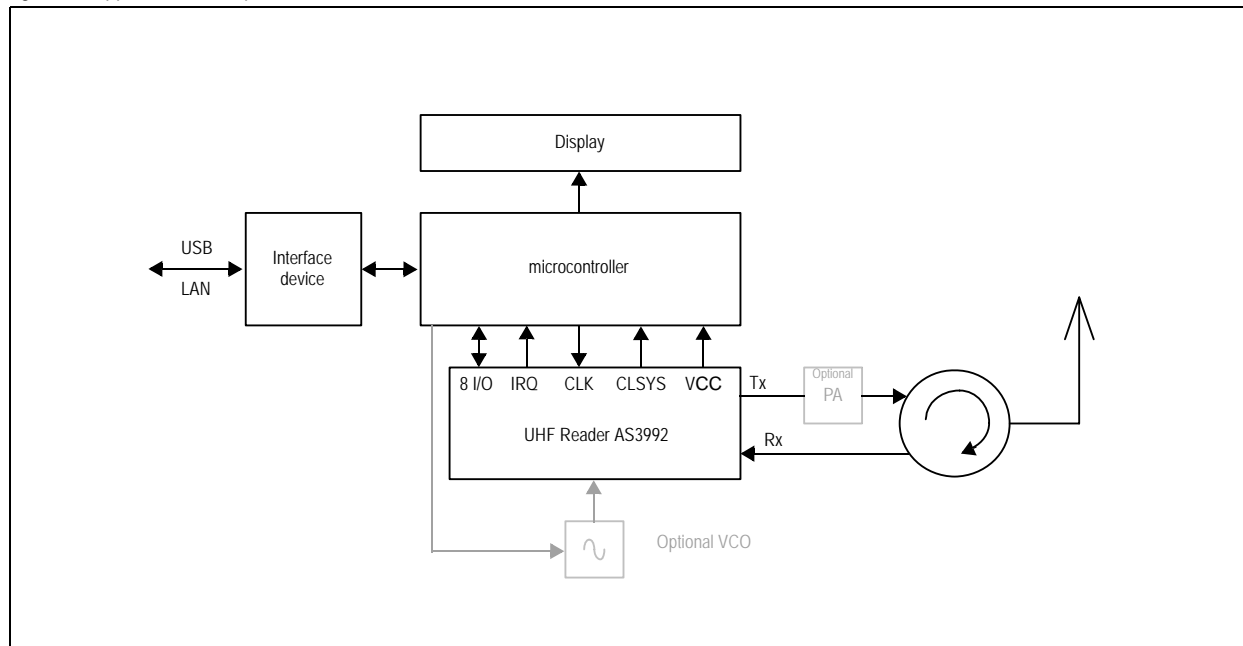 Display
USB
LAN
Interface
device
microcontroller
8 I/O IRQ CLK CLSYS VCC
Tx
Optional
PA
UHF Reader AS3992
Rx
Optional VCO